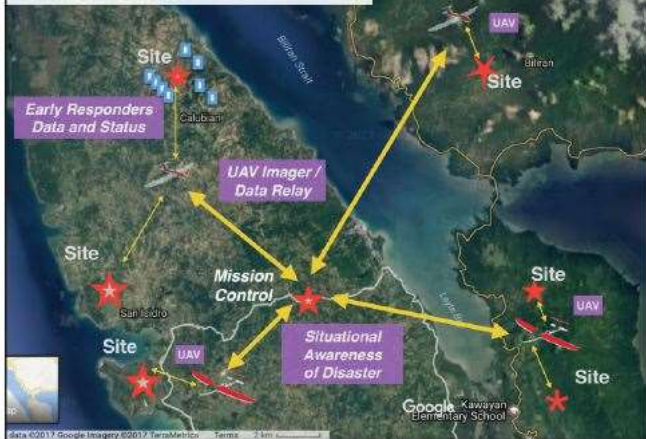 Biliran Strait
UAV
Biliran
Site
Site
Calubian
Early Responders
Data and Status
UAV Imager /
Data Relay
Site
San Isidro
Mission
Control
Site
UAV
Site
UAV
Situational
Awareness
of Disaster
Site
Google
Kawayan
Elementary School
data ©2017 Google Imagery ©2017 TerraMetrics Terms 2 km